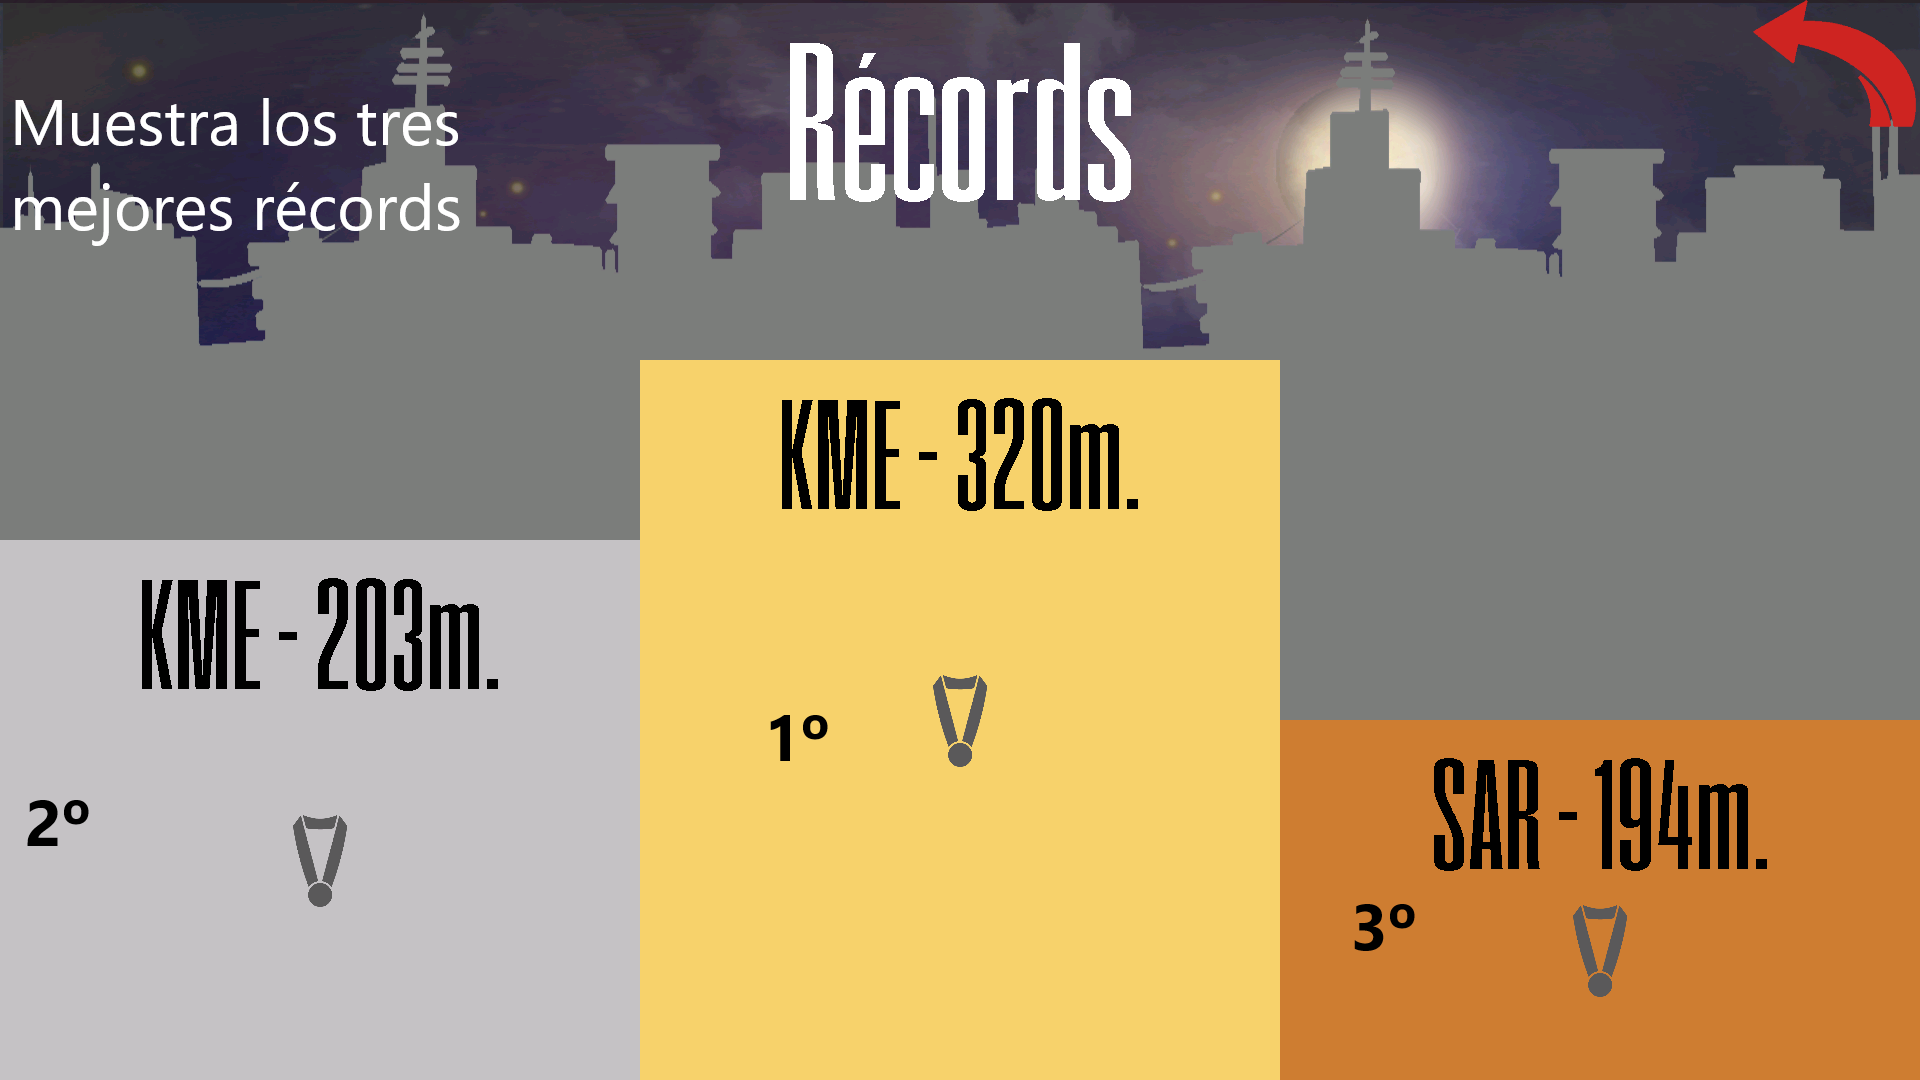 Récords
Muestra los tres
mejores récords
KME - 320m.
1º
KME - 203m.
2º
SAR - 194m.
3º